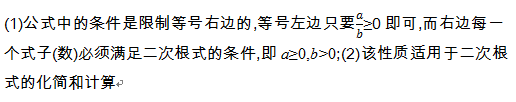 (1)公式中的条件是限制等号右边的,等号左边只要a/b≥0 即可,而右边每一
个式子(数)必须满足二次根式的条件,即 a≥0,b>0;(2)该性质适用于二次根
式的化简和计算↵